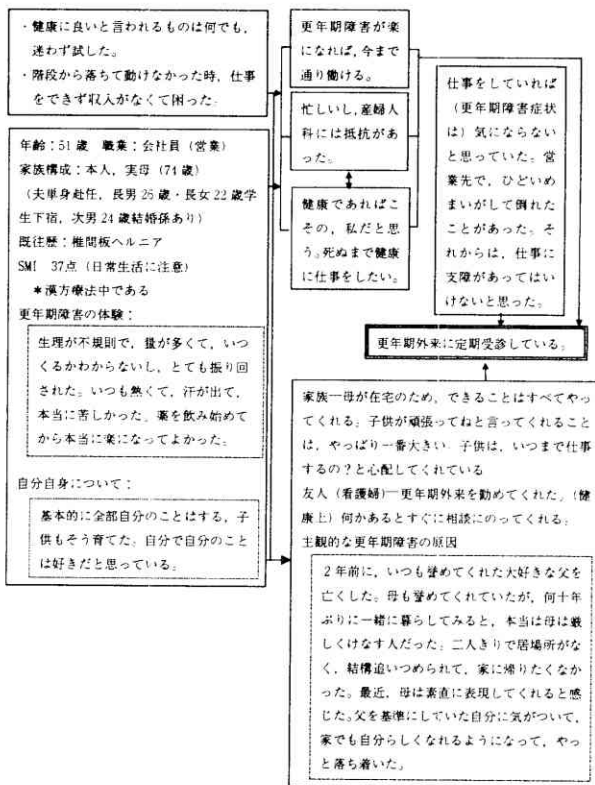 ・健康に良いと言われるものは何でも，
迷わず試した。
・階段から落ちて動けなかった時，仕事
をできず収入がなくて困った。
年齢：51歳　職業：会社員（営業）
家族構成：本人，実母（74歳）
（夫単身赴任，長男26歳・長女22歳学
生下宿，次男24歳結婚係あり）
既往歴：椎間板ヘルニア
SMI　37点（日常生活に注意）
＊漢方療法中である
更年期障害の体験：
生理が不規則で，量が多くて，いつ
くるかわからないし，とても振り回
された。いつも熱くて，汗が出て，
本当に苦しかった。薬を飲み始めて
から本当に楽になってよかった。
自分自身について：
基本的に全部自分のことはする，子
供もそう育てた。自分で自分のこと
は好きだと思っている。
更年期障害が楽
になれば，今まで
通り働ける。
忙しいし，産婦人
科には抵抗があ
った。
健康であればこ
その，私だと思
う。死ぬまで健康
に仕事をしたい。
仕事をしていれば
（更年期障害症状
は）気にならない
と思っていた。営
業先で，ひどいめ
まいがして倒れた
ことがあった。そ
れからは，仕事に
支障があってはい
けないと思った。
更年期外来に定期受診している。
家族―母が在宅のため，できることはすべてやっ
てくれる。子供が頑張ってねと言ってくれること
は，やっぱり一番大きい。子供は，いつまで仕事
するの？と心配してくれている
友人（看護婦）―更年期外来を勧めてくれた。（健
康上）何かあるとすぐに相談にのってくれる。
主観的な更年期障害の原因
２年前に，いつも誉めてくれた大好きな父を
亡くした。母も誉めてくれていたが，何十年
ぶりに一緒に暮らしてみると，本当は母は厳
しくけなす人だった。二人きりで居場所がな
く，結構追いつめられて，家に帰りたくなか
った。最近，母は素直に表現してくれると感
じた。父を基準にしていた自分に気がついて，
家でも自分らしくなれるようになって，やっ
と落ち着いた。